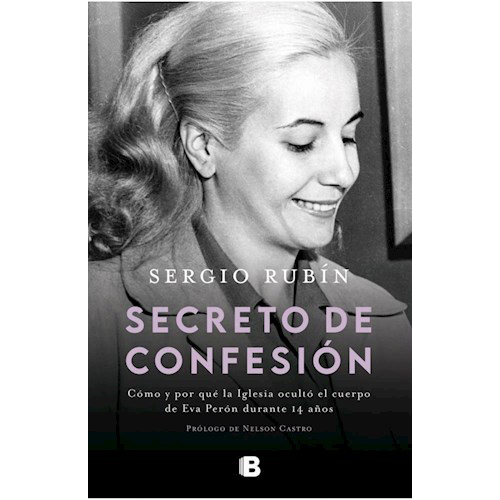 SERGIO RUBÍN
SECRETO DE
CONFESIÓN
Cómo y por qué la Iglesia ocultó el cuerpo
de Eva Perón durante 14 años
PRÓLOGO DE NELSON CASTRO
B